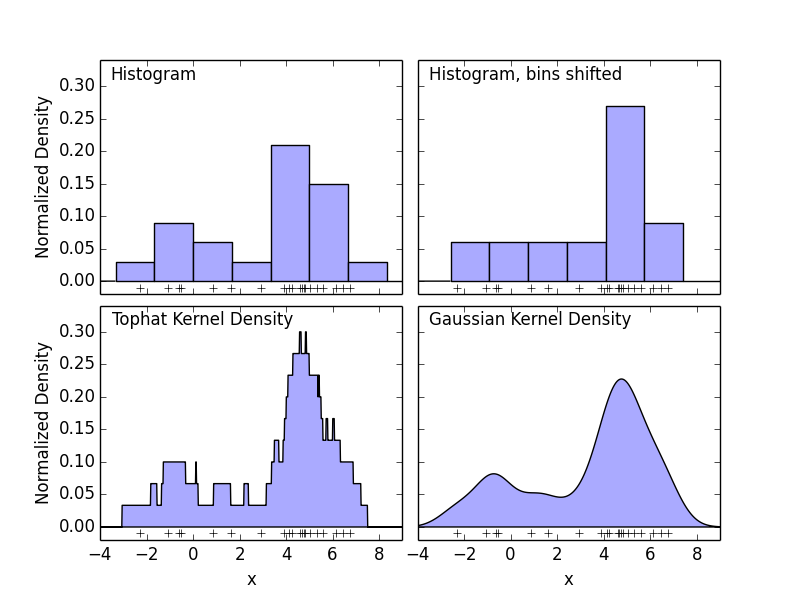 Histogram
Histogram, bins shifted
Normalized Density
0.30
0.25
0.20
0.15
0.10
0.05
0.00
Tophat Kernel Density
Gaussian Kernel Density
Normalized Density
0.30
0.25
0.20
0.15
0.10
0.05
0.00
−4 −2 0 2 4 6 8
−4 −2 0 2 4 6 8
x
x